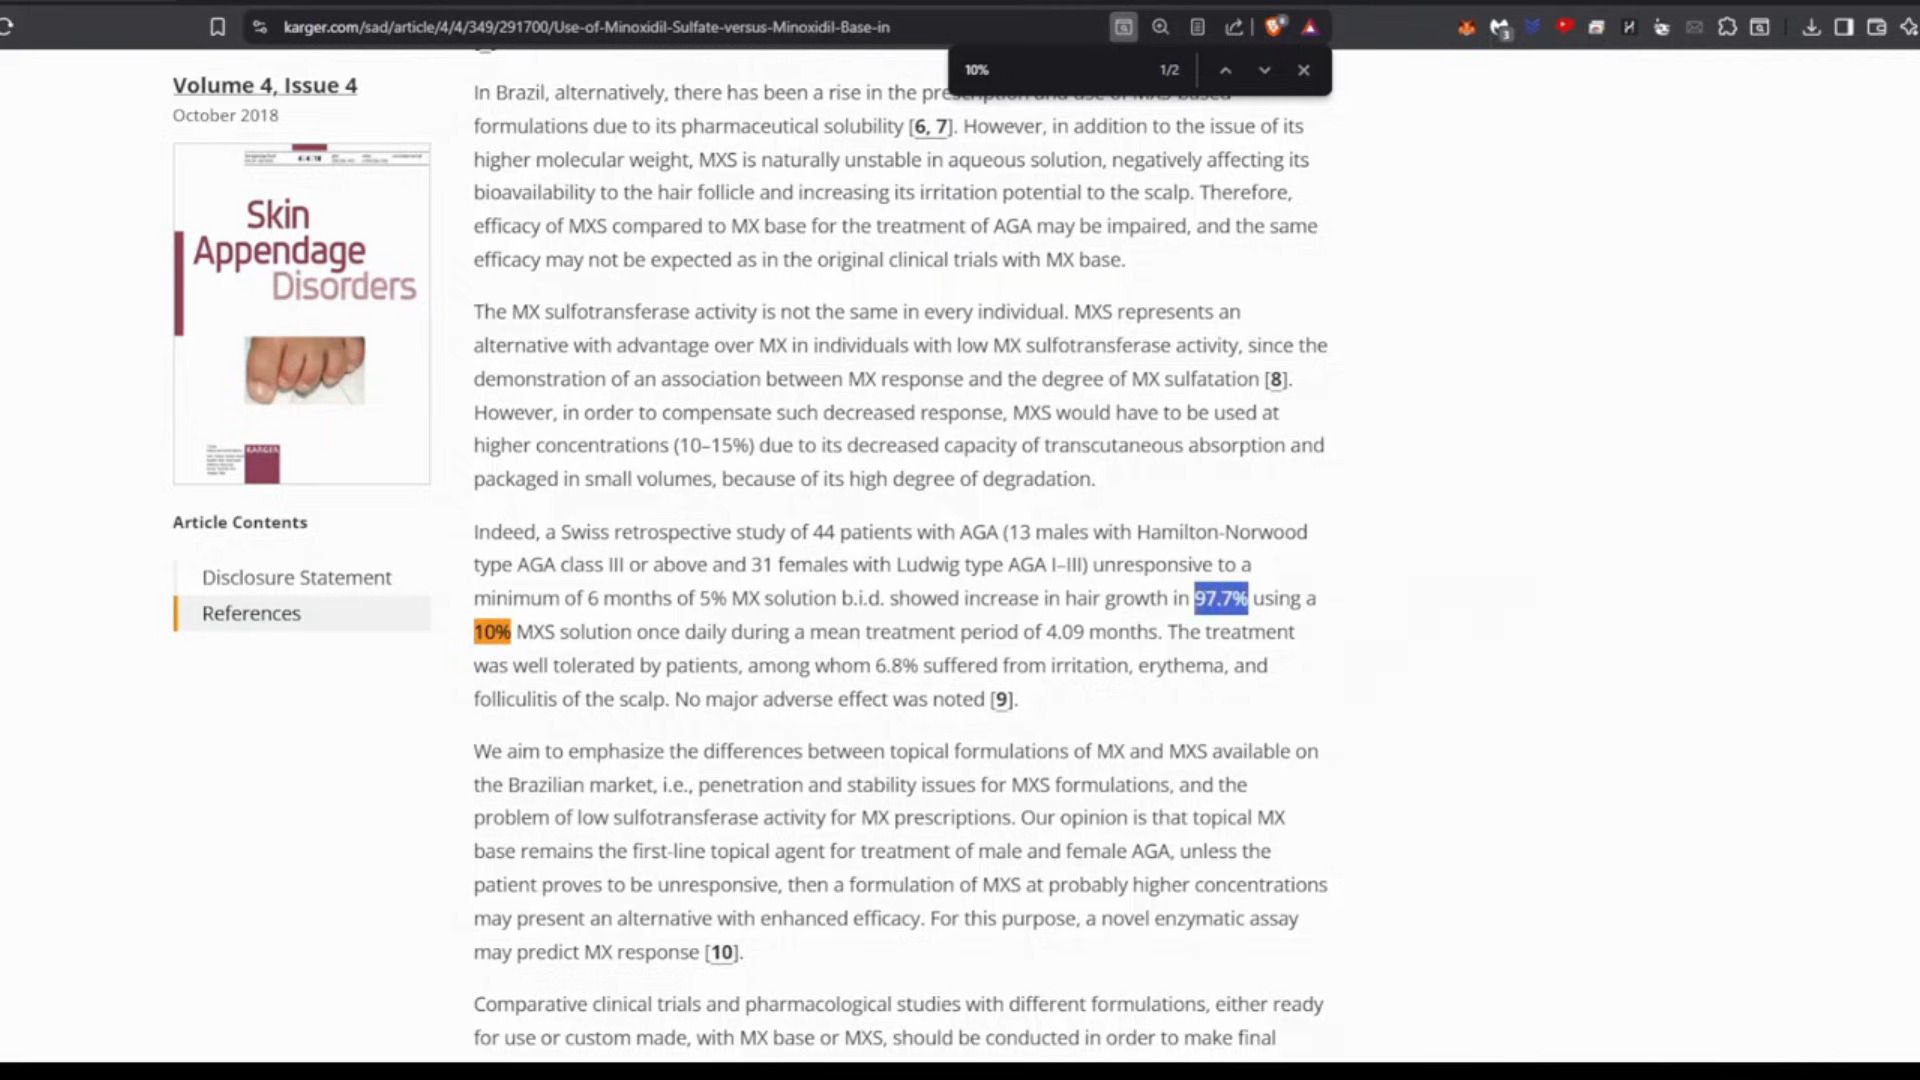 karger.com/sad/article/4/4/349/291700/Use-of-Minoxidil-Sulfate-versus-Minoxidil-Base-in
10%
1/2
Volume 4, Issue 4
October 2018
Skin
Appendage
Disorders
KARGER
Article Contents
Disclosure Statement
References
In Brazil, alternatively, there has been a rise in the prescription and use of MXS-based
formulations due to its pharmaceutical solubility [6, 7]. However, in addition to the issue of its
higher molecular weight, MXS is naturally unstable in aqueous solution, negatively affecting its
bioavailability to the hair follicle and increasing its irritation potential to the scalp. Therefore,
efficacy of MXS compared to MX base for the treatment of AGA may be impaired, and the same
efficacy may not be expected as in the original clinical trials with MX base.
The MX sulfotransferase activity is not the same in every individual. MXS represents an
alternative with advantage over MX in individuals with low MX sulfotransferase activity, since the
demonstration of an association between MX response and the degree of MX sulfatation [8].
However, in order to compensate such decreased response, MXS would have to be used at
higher concentrations (10–15%) due to its decreased capacity of transcutaneous absorption and
packaged in small volumes, because of its high degree of degradation.
Indeed, a Swiss retrospective study of 44 patients with AGA (13 males with Hamilton-Norwood
type AGA class III or above and 31 females with Ludwig type AGA I–III) unresponsive to a
minimum of 6 months of 5% MX solution b.i.d. showed increase in hair growth in 97.7% using a
10% MXS solution once daily during a mean treatment period of 4.09 months. The treatment
was well tolerated by patients, among whom 6.8% suffered from irritation, erythema, and
folliculitis of the scalp. No major adverse effect was noted [9].
We aim to emphasize the differences between topical formulations of MX and MXS available on
the Brazilian market, i.e., penetration and stability issues for MXS formulations, and the
problem of low sulfotransferase activity for MX prescriptions. Our opinion is that topical MX
base remains the first-line topical agent for treatment of male and female AGA, unless the
patient proves to be unresponsive, then a formulation of MXS at probably higher concentrations
may present an alternative with enhanced efficacy. For this purpose, a novel enzymatic assay
may predict MX response [10].
Comparative clinical trials and pharmacological studies with different formulations, either ready
for use or custom made, with MX base or MXS, should be conducted in order to make final